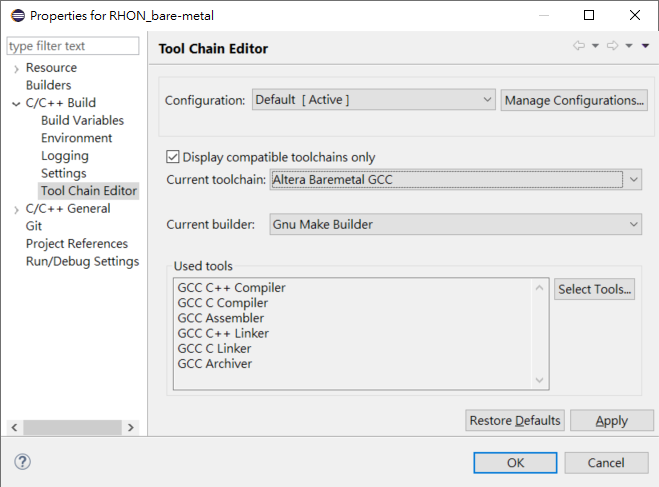 Properties for RHON_bare-metal
type filter text
Resource
Builders
C/C++ Build
Build Variables
Environment
Logging
Settings
Tool Chain Editor
C/C++ General
Git
Project References
Run/Debug Settings
Tool Chain Editor
Configuration: Default [ Active ] Manage Configurations...
Display compatible toolchains only
Current toolchain: Altera Baremetal GCC
Current builder: Gnu Make Builder
Used tools
GCC C++ Compiler
GCC C Compiler
GCC Assembler
GCC C++ Linker
GCC C Linker
GCC Archiver
Select Tools...
Restore Defaults Apply
? OK Cancel